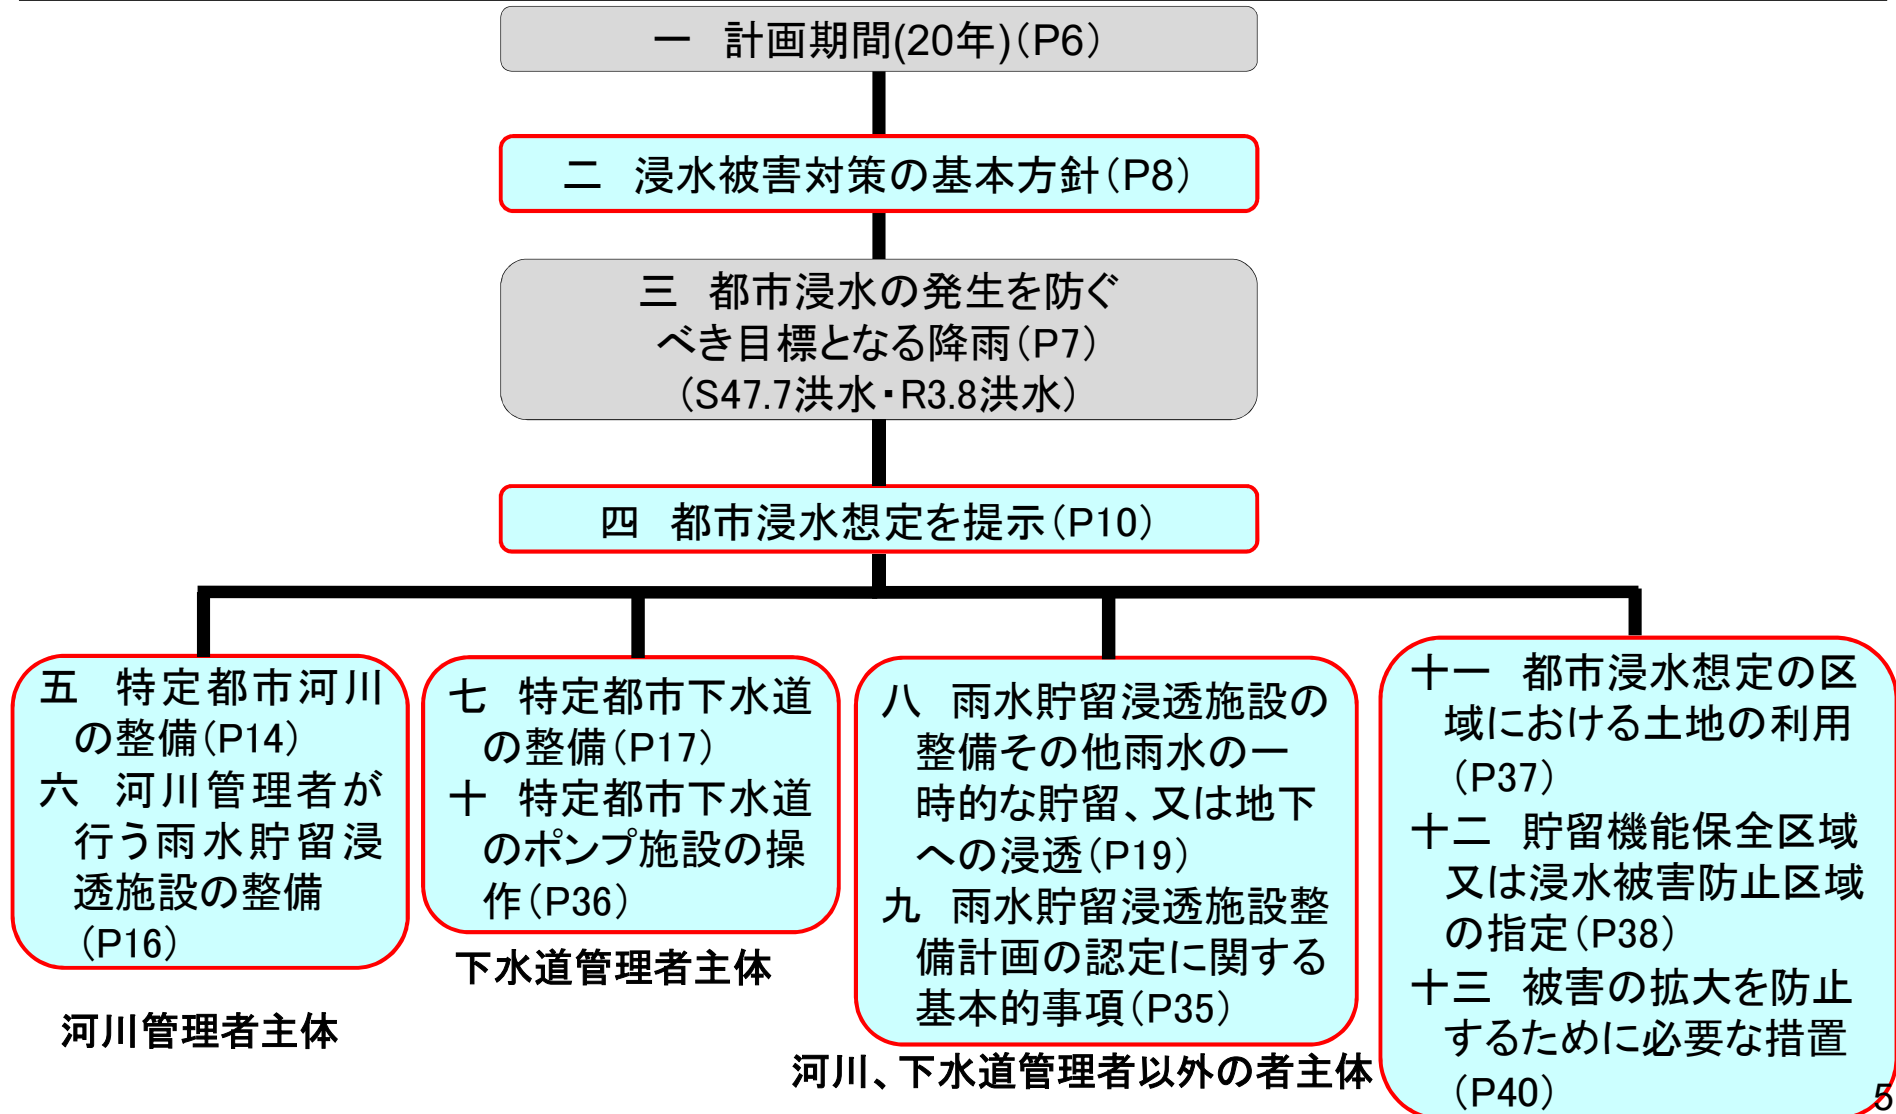 一 計画期間(20年)(P6)
二 浸水被害対策の基本方針(P8)
三 都市浸水の発生を防ぐ
べき目標となる降雨(P7)
(S47.7洪水・R3.8洪水)
四 都市浸水想定を提示(P10)
五 特定都市河川
の整備(P14)
六 河川管理者が
行う雨水貯留浸
透施設の整備
(P16)
河川管理者主体
七 特定都市下水道
の整備(P17)
十 特定都市下水道
のポンプ施設の操
作(P36)
下水道管理者主体
八 雨水貯留浸透施設の
整備その他雨水の一
時的な貯留、又は地下
への浸透(P19)
九 雨水貯留浸透施設整
備計画の認定に関する
基本的事項(P35)
河川、下水道管理者以外の者主体
十一 都市浸水想定の区
域における土地の利用
(P37)
十二 貯留機能保全区域
又は浸水被害防止区域
の指定(P38)
十三 被害の拡大を防止
するために必要な措置
(P40)
5